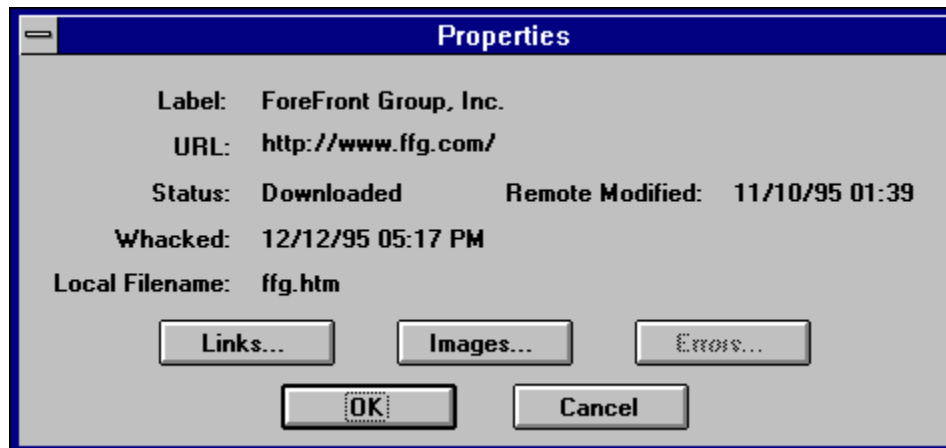 Properties
Label: ForeFront Group, Inc.
URL: http://www.ffg.com/
Status: Downloaded Remote Modified: 11/10/95 01:39
Whacked: 12/12/95 05:17 PM
Local Filename: ffg.htm
Links... Images... Errors...
OK Cancel